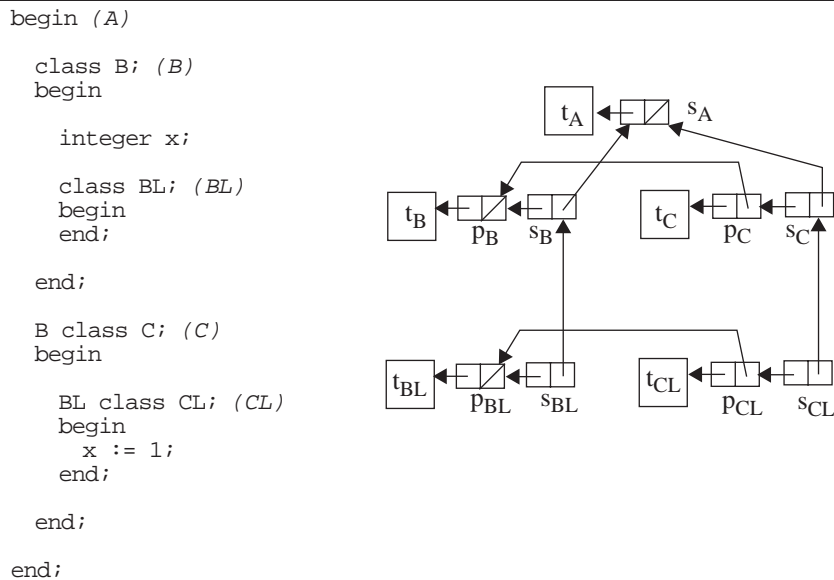 begin (A)
class B; (B)
begin
integer x;
class BL; (BL)
begin
end;
end;
B class C; (C)
begin
BL class CL; (CL)
begin
x := 1;
end;
end;
end;
tA
sA
tB
pB
sB
tC
pC
sC
tBL
pBL
sBL
tCL
pCL
sCL